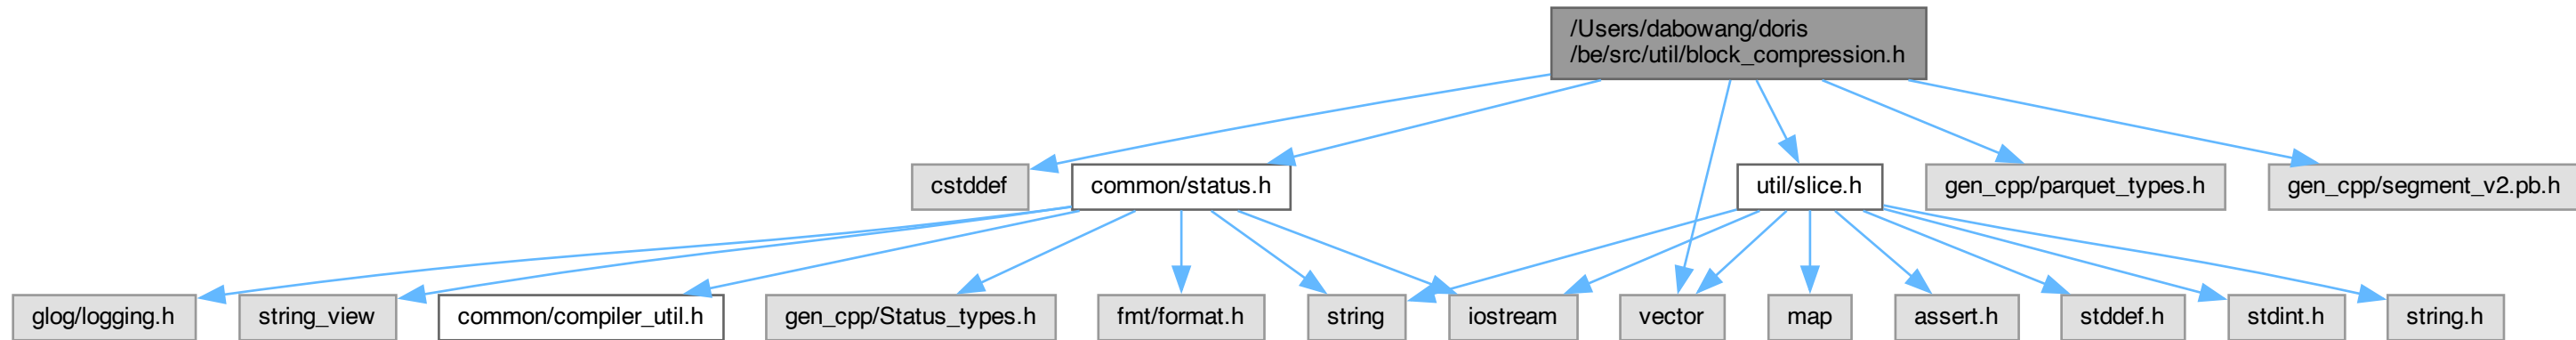 /Users/dabowang/doris
/be/src/util/block_compression.h
cstddef
common/status.h
util/slice.h
gen_cpp/parquet_types.h
gen_cpp/segment_v2.pb.h
glog/logging.h
string_view
common/compiler_util.h
gen_cpp/Status_types.h
fmt/format.h
string
iostream
vector
map
assert.h
stddef.h
stdint.h
string.h